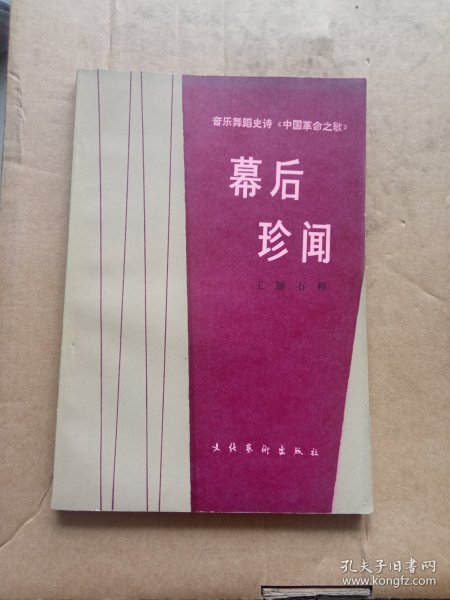 音乐舞蹈史诗《中国革命之歌》
幕后
珍闻
王颖石祥
文化艺术出版社
孔夫子旧书网
www.kongfz.com